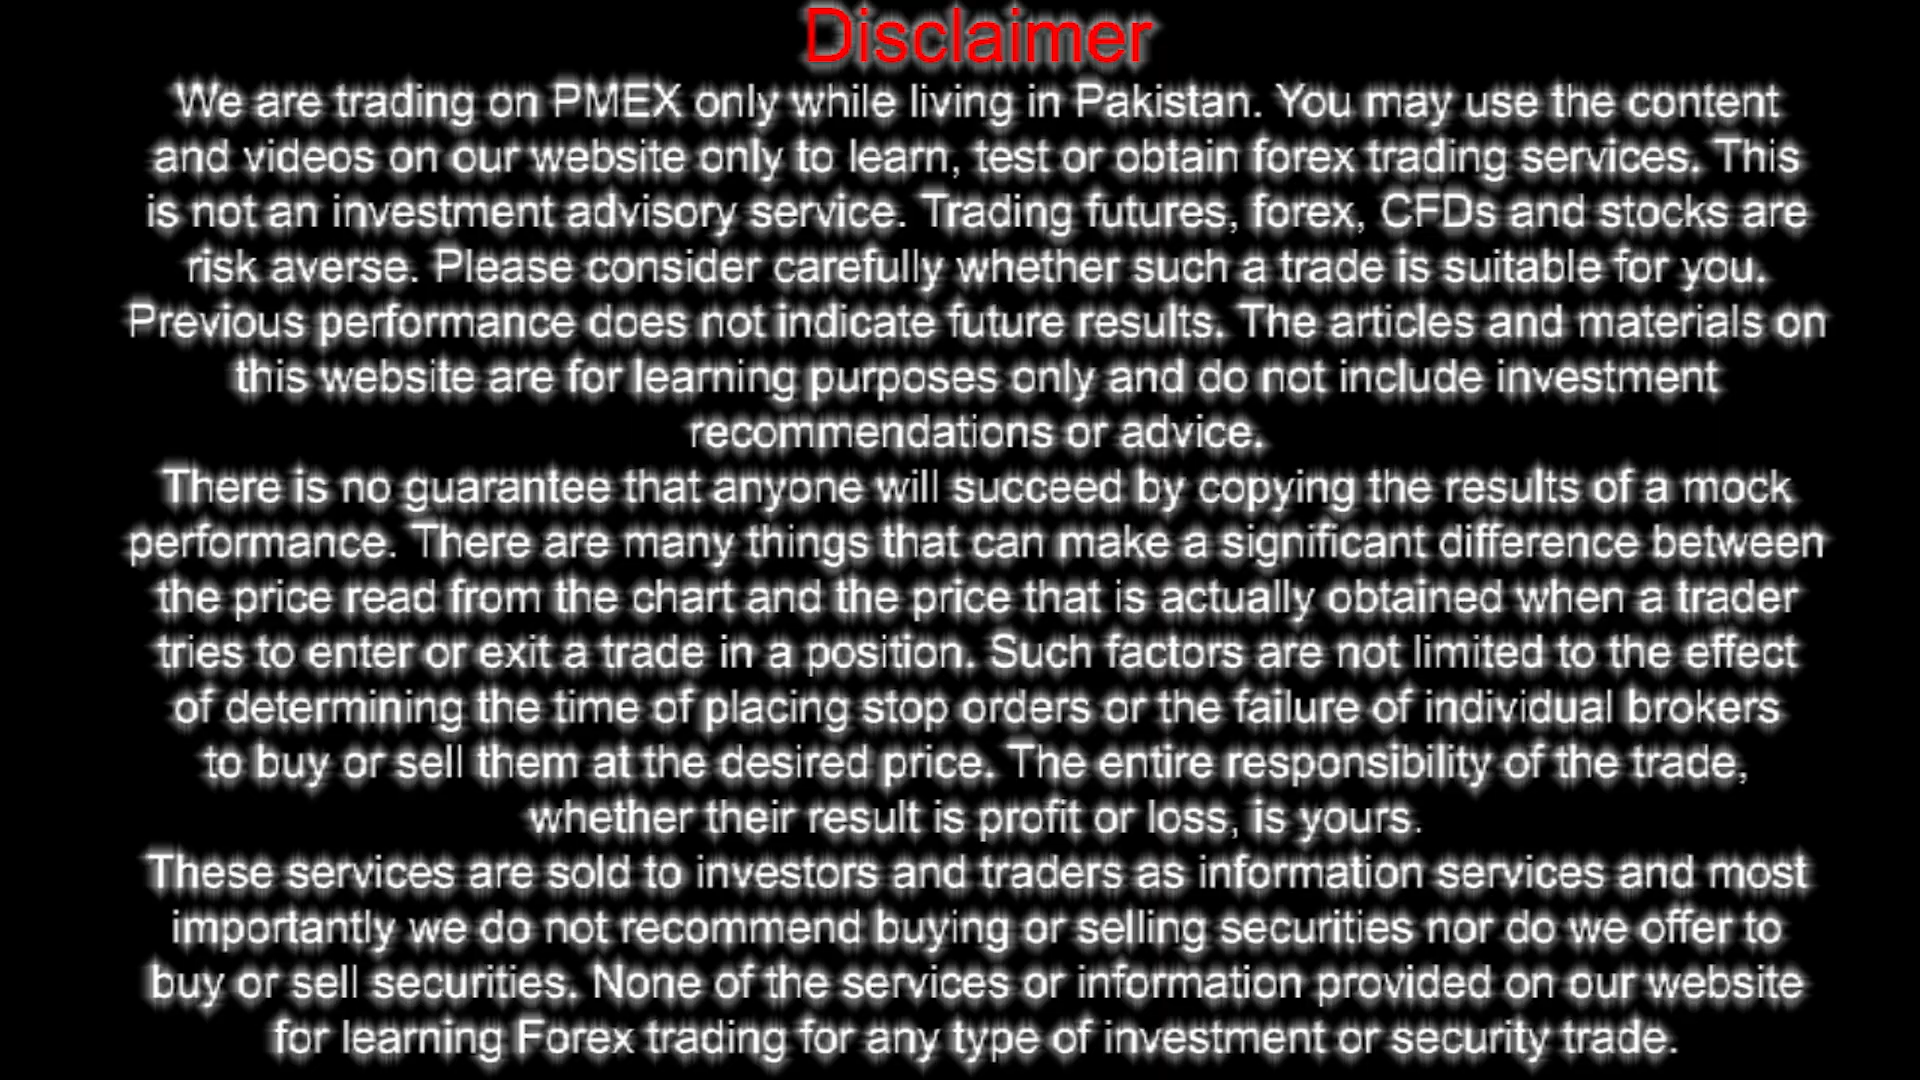 Disclaimer
We are trading on PMEX only while living in Pakistan. You may use the content
and videos on our website only to learn, test or obtain forex trading services. This
is not an investment advisory service. Trading futures, forex, CFDs and stocks are
risk averse. Please consider carefully whether such a trade is suitable for you.
Previous performance does not indicate future results. The articles and materials on
this website are for learning purposes only and do not include investment
recommendations or advice.
There is no guarantee that anyone will succeed by copying the results of a mock
performance. There are many things that can make a significant difference between
the price read from the chart and the price that is actually obtained when a trader
tries to enter or exit a trade in a position. Such factors are not limited to the effect
of determining the time of placing stop orders or the failure of individual brokers
to buy or sell them at the desired price. The entire responsibility of the trade,
whether their result is profit or loss, is yours.
These services are sold to investors and traders as information services and most
importantly we do not recommend buying or selling securities nor do we offer to
buy or sell securities. None of the services or information provided on our website
for learning Forex trading for any type of investment or security trade.